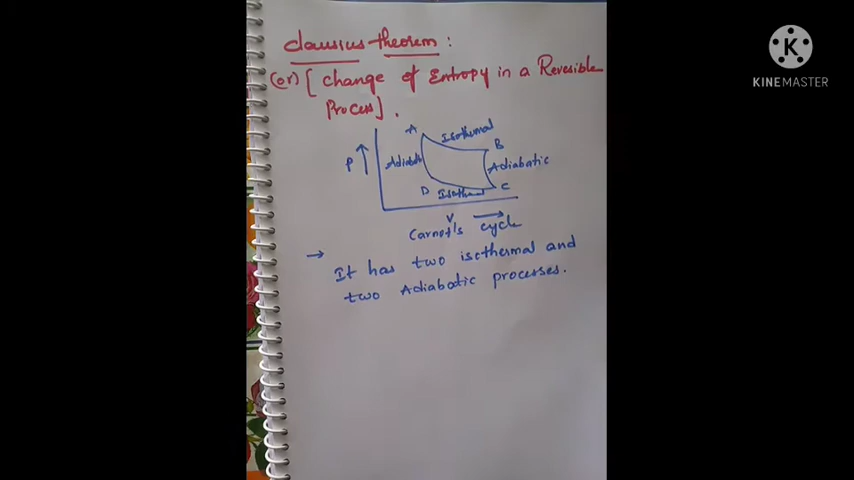 Clausius theorem :
(or) [ Change of Entropy in a Revesible
Process] .
A Isothermal
B
P Adiabatic Adiabatic
D Isothermal C
V
Carnot's cycle
→ It has two isothermal and
two Adiabatic processes.
K
KINEMASTER